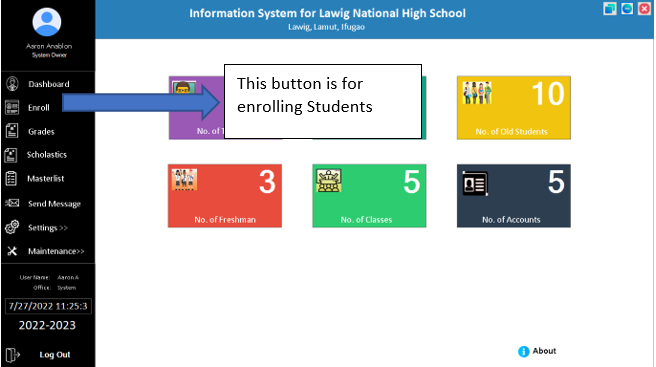 Information System for Lawig National High School
Lawig, Lamut, Ifugao
Aaron Anablon
System Owner
Dashboard
Enroll
Grades
Scholastics
Masterlist
Send Message
Settings >>
Maintenance>>
User Name: Aaron A
Office: System
7/27/2022 11:25:3
2022-2023
Log Out
This button is for
enrolling Students
No. of T
10
No. of Old Students
3
No. of Freshman
5
No. of Classes
5
No. of Accounts
About